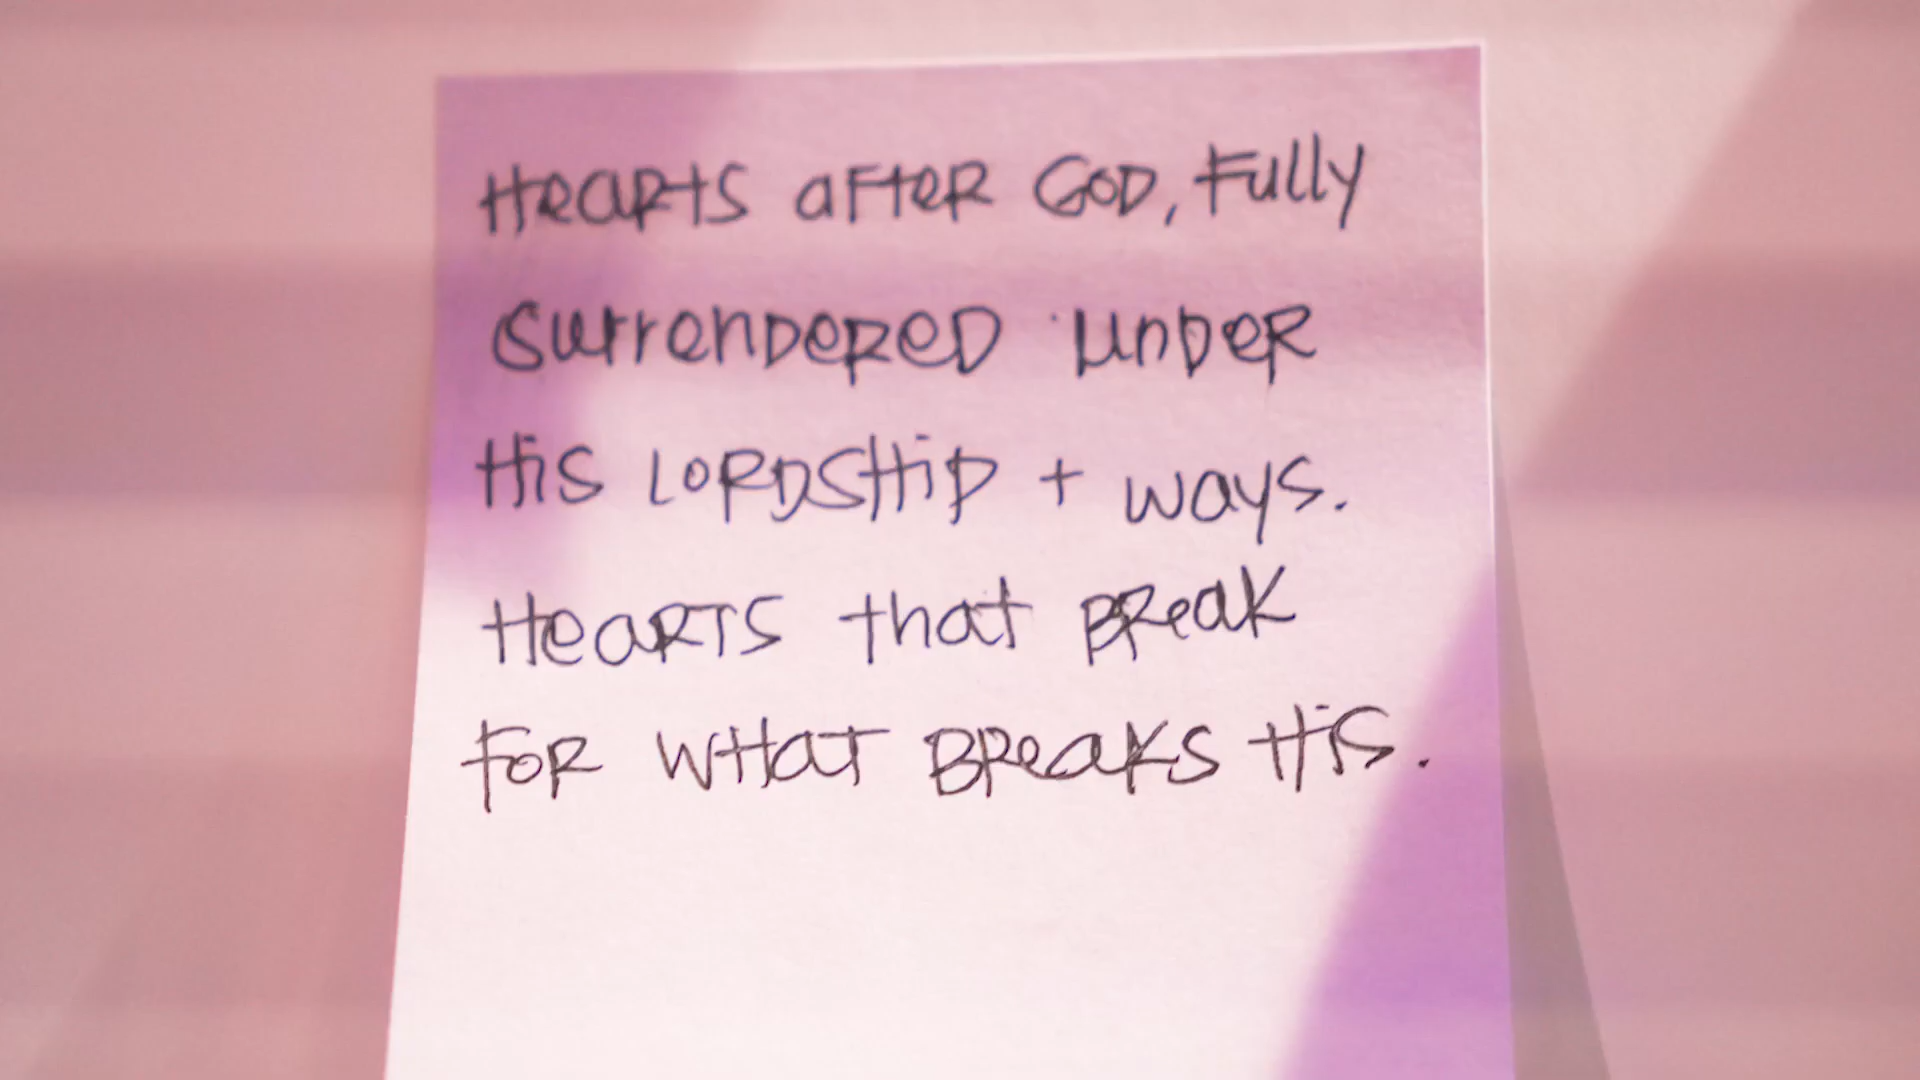 Hearts after God, Fully
surrendered under
His Lordship + ways.
Hearts that Break
for what Breaks His.